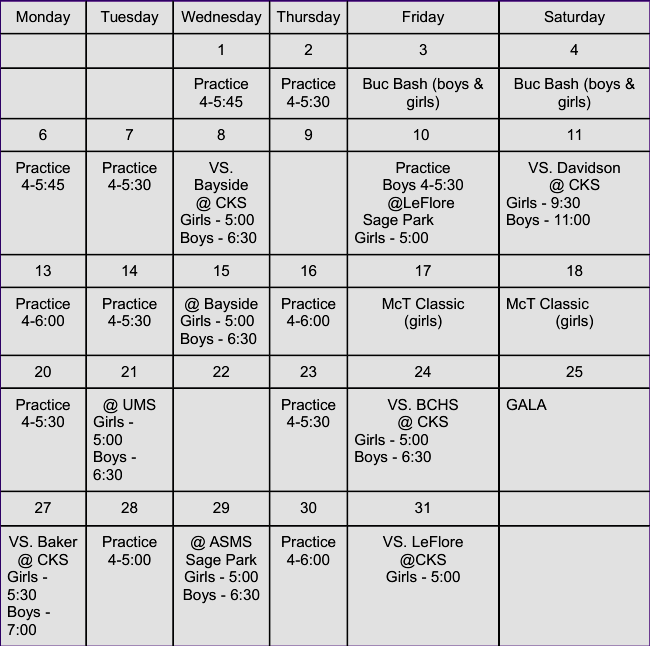 Monday Tuesday Wednesday Thursday Friday Saturday
1 2 3 4
Practice
4-5:45
Practice
4-5:30
Buc Bash (boys &
girls)
Buc Bash (boys &
girls)
6 7 8 9 10 11
Practice
4-5:45
Practice
4-5:30
VS.
Bayside
@ CKS
Girls - 5:00
Boys - 6:30
Practice
Boys 4-5:30
@LeFlore
Sage Park
Girls - 5:00
VS. Davidson
@ CKS
Girls - 9:30
Boys - 11:00
13 14 15 16 17 18
Practice
4-6:00
Practice
4-5:30
@ Bayside
Girls - 5:00
Boys - 6:30
Practice
4-6:00
McT Classic
(girls)
McT Classic
(girls)
20 21 22 23 24 25
Practice
4-5:30
@ UMS
Girls -
5:00
Boys -
6:30
Practice
4-5:30
VS. BCHS
@ CKS
Girls - 5:00
Boys - 6:30
GALA
27 28 29 30 31
VS. Baker
@ CKS
Girls -
5:30
Boys -
7:00
Practice
4-5:00
@ ASMS
Sage Park
Girls - 5:00
Boys - 6:30
Practice
4-6:00
VS. LeFlore
@CKS
Girls - 5:00